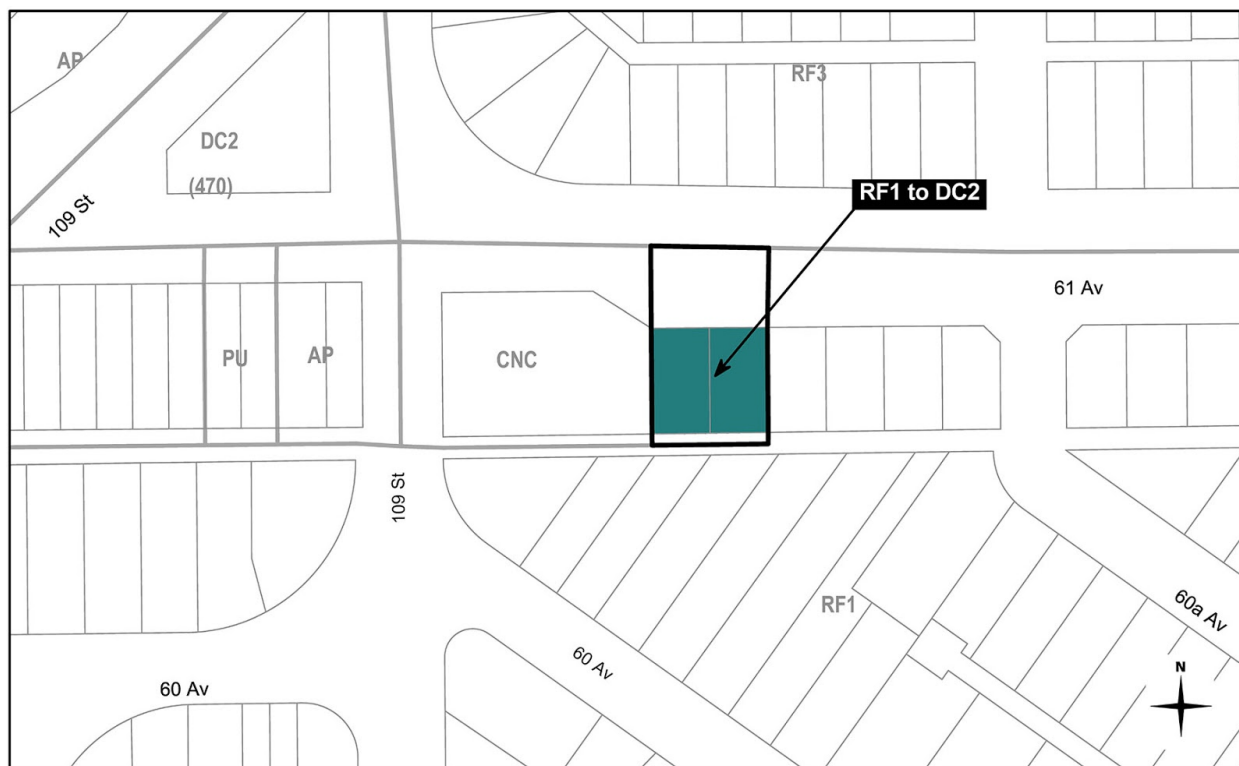 AP
RF3
DC2
(470)
RF1 to DC2
109 St
61 Av
PU
AP
CNC
109 St
RF1
60a Av
60 Av
60 Av
N